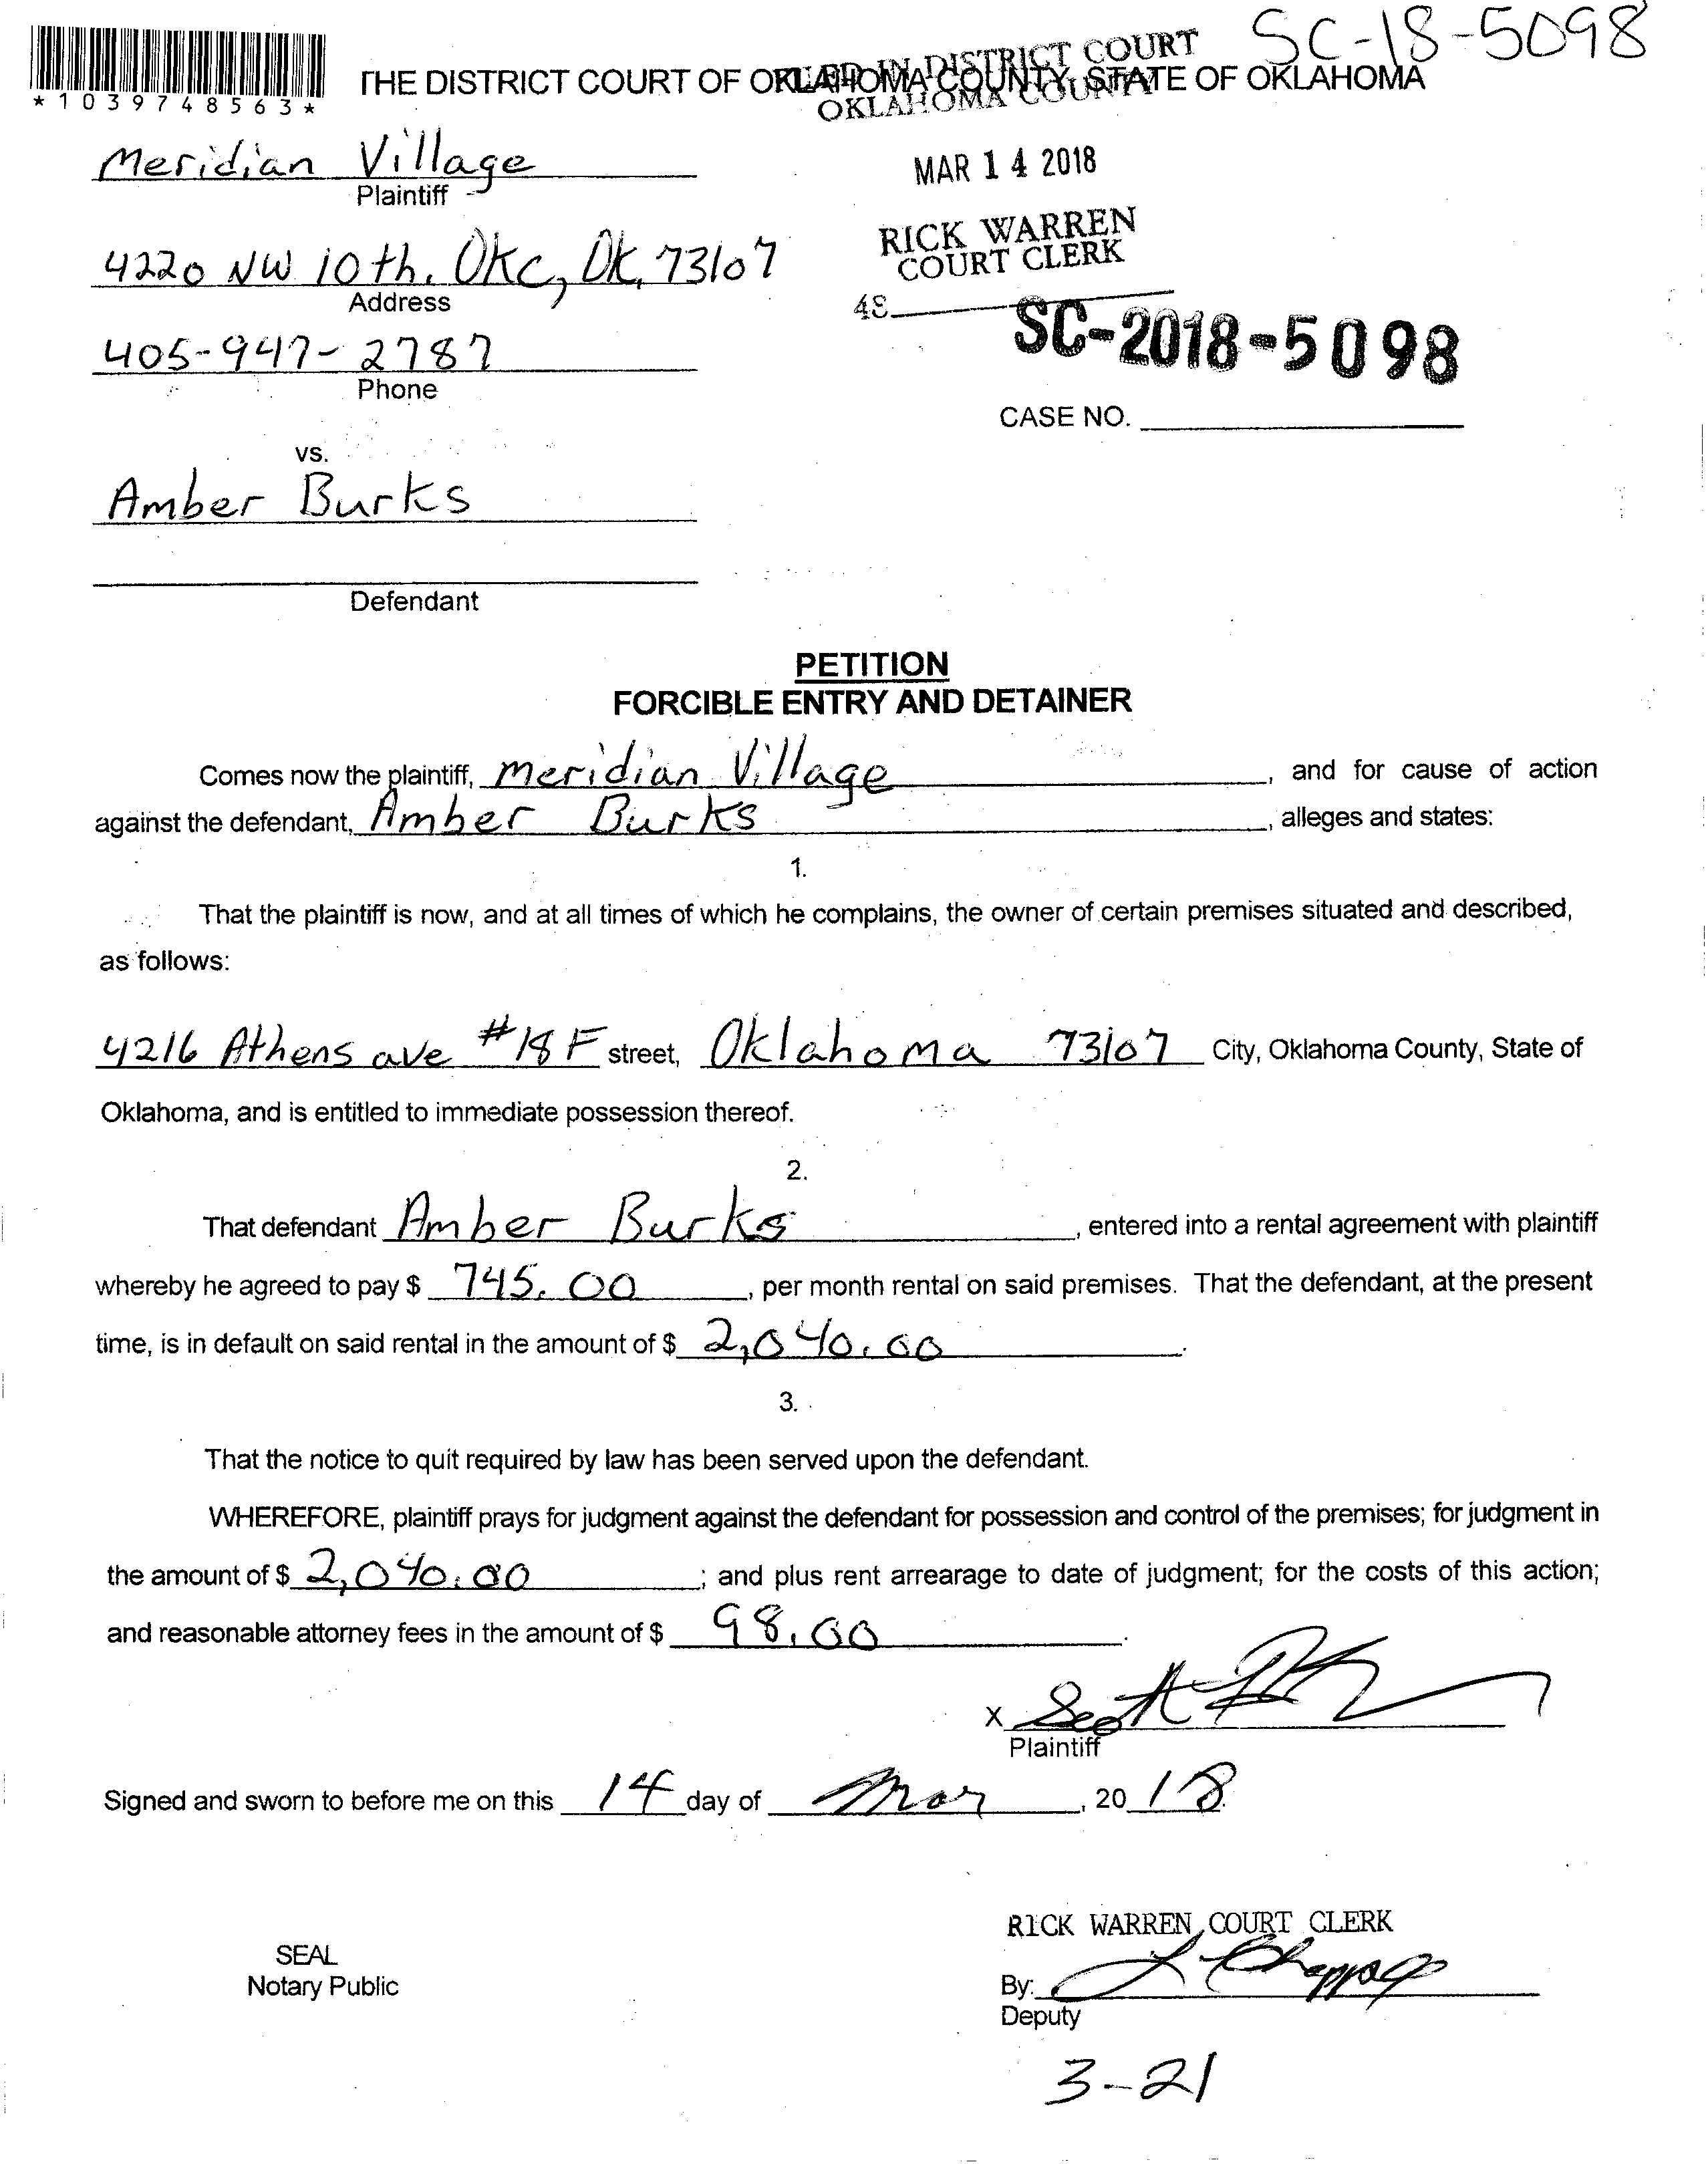 SC-18-5098
THE DISTRICT COURT OF OKLAHOMA COUNTY, STATE OF OKLAHOMA
FILED IN DISTRICT COURT
OKLAHOMA COUNTY
*1039748563*
Meridian Village
Plaintiff
MAR 14 2018
RICK WARREN
COURT CLERK
4220 NW 10th. OKC, OK, 73107
Address
48
SC-2018-5098
405-947-2787
Phone
CASE NO.
vs.
Amber Burks
Defendant
PETITION
FORCIBLE ENTRY AND DETAINER
Comes now the plaintiff, Meridian Village, and for cause of action
against the defendant, Amber Burks, alleges and states:
1.
That the plaintiff is now, and at all times of which he complains, the owner of certain premises situated and described,
as follows:
4216 Athens ave #18F street, Oklahoma 73107 City, Oklahoma County, State of
Oklahoma, and is entitled to immediate possession thereof.
2.
That defendant Amber Burks, entered into a rental agreement with plaintiff
whereby he agreed to pay $ 745.00, per month rental on said premises. That the defendant, at the present
time, is in default on said rental in the amount of $ 2,040.00.
3.
That the notice to quit required by law has been served upon the defendant.
WHEREFORE, plaintiff prays for judgment against the defendant for possession and control of the premises; for judgment in
the amount of $ 2,040.00; and plus rent arrearage to date of judgment; for the costs of this action;
and reasonable attorney fees in the amount of $ 98.00.
X Scott
Plaintiff
Signed and sworn to before me on this 14 day of Mar, 2018.
RICK WARREN, COURT CLERK
SEAL
Notary Public
By:
Deputy
3-21